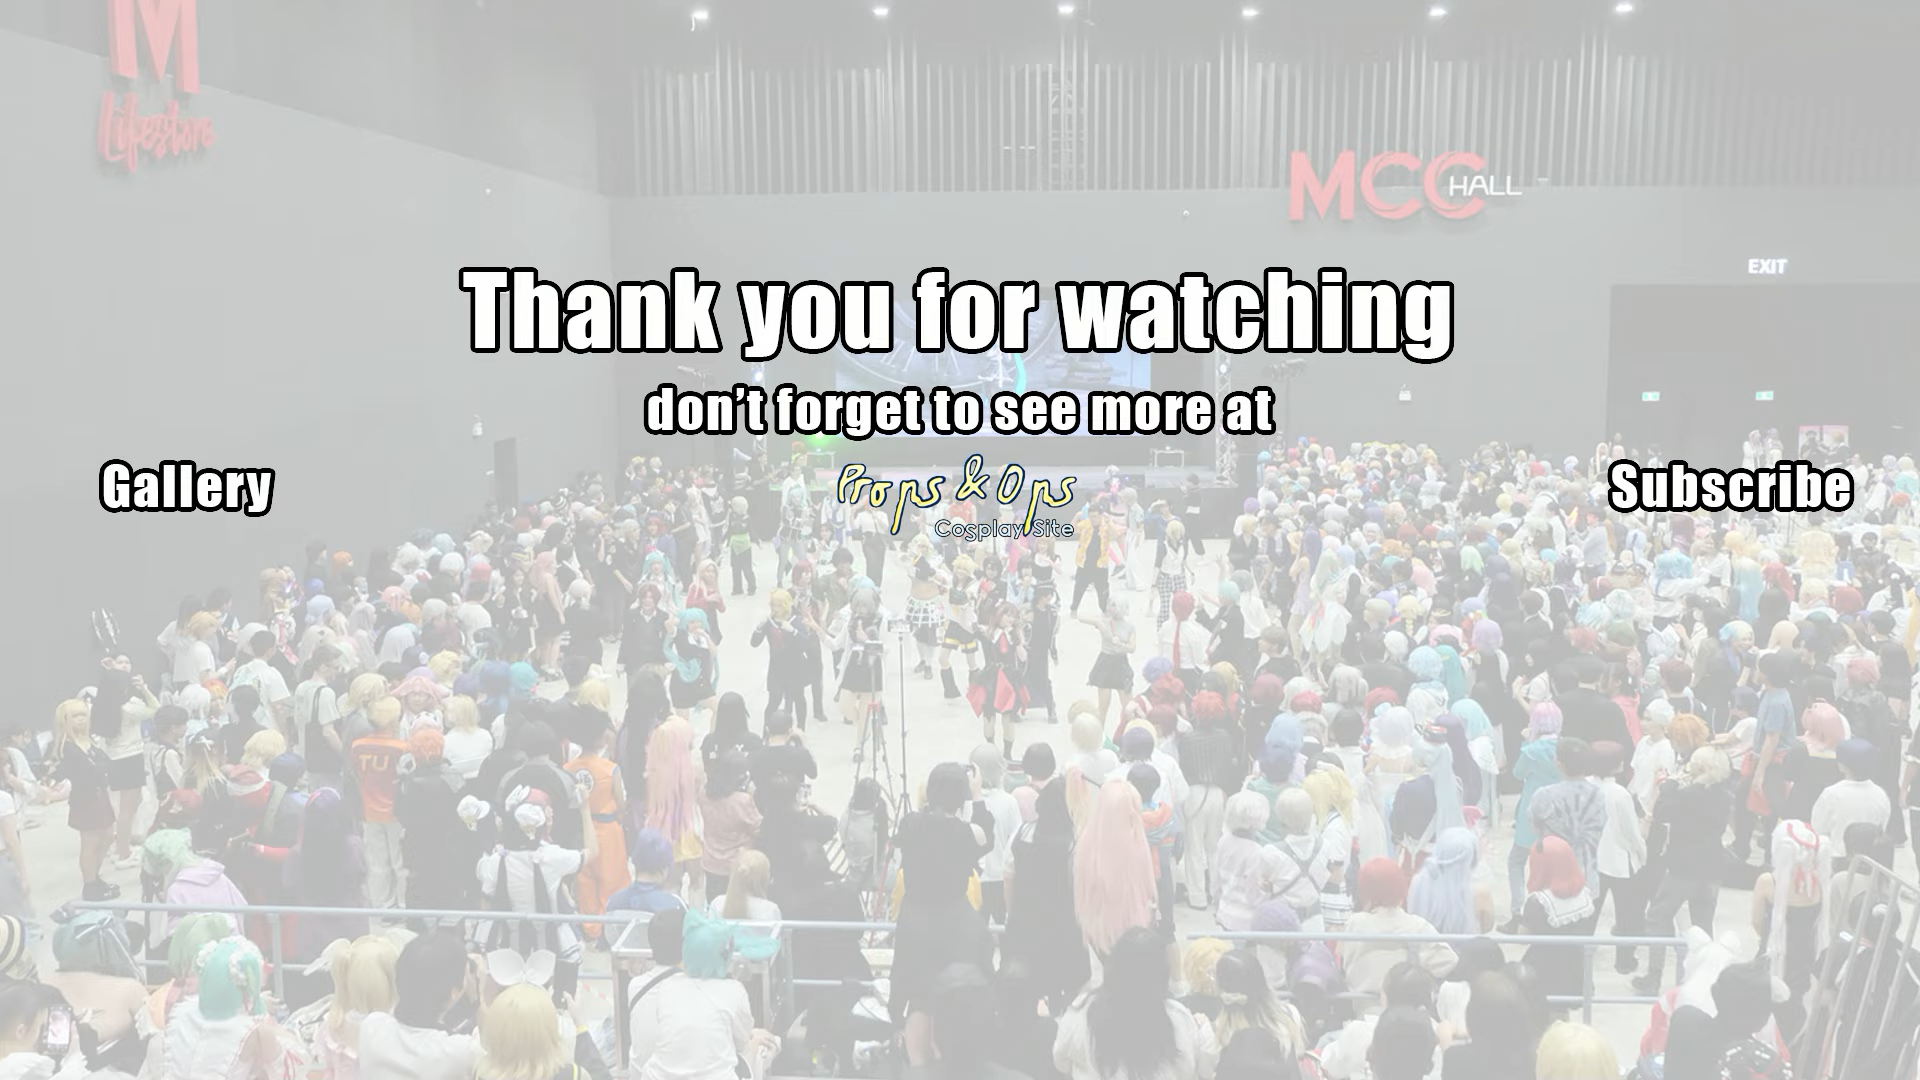 M
Lifestore
MCC HALL
EXIT
Thank you for watching
don't forget to see more at
Gallery
Props & Ops
Cosplay Site
Subscribe
TU